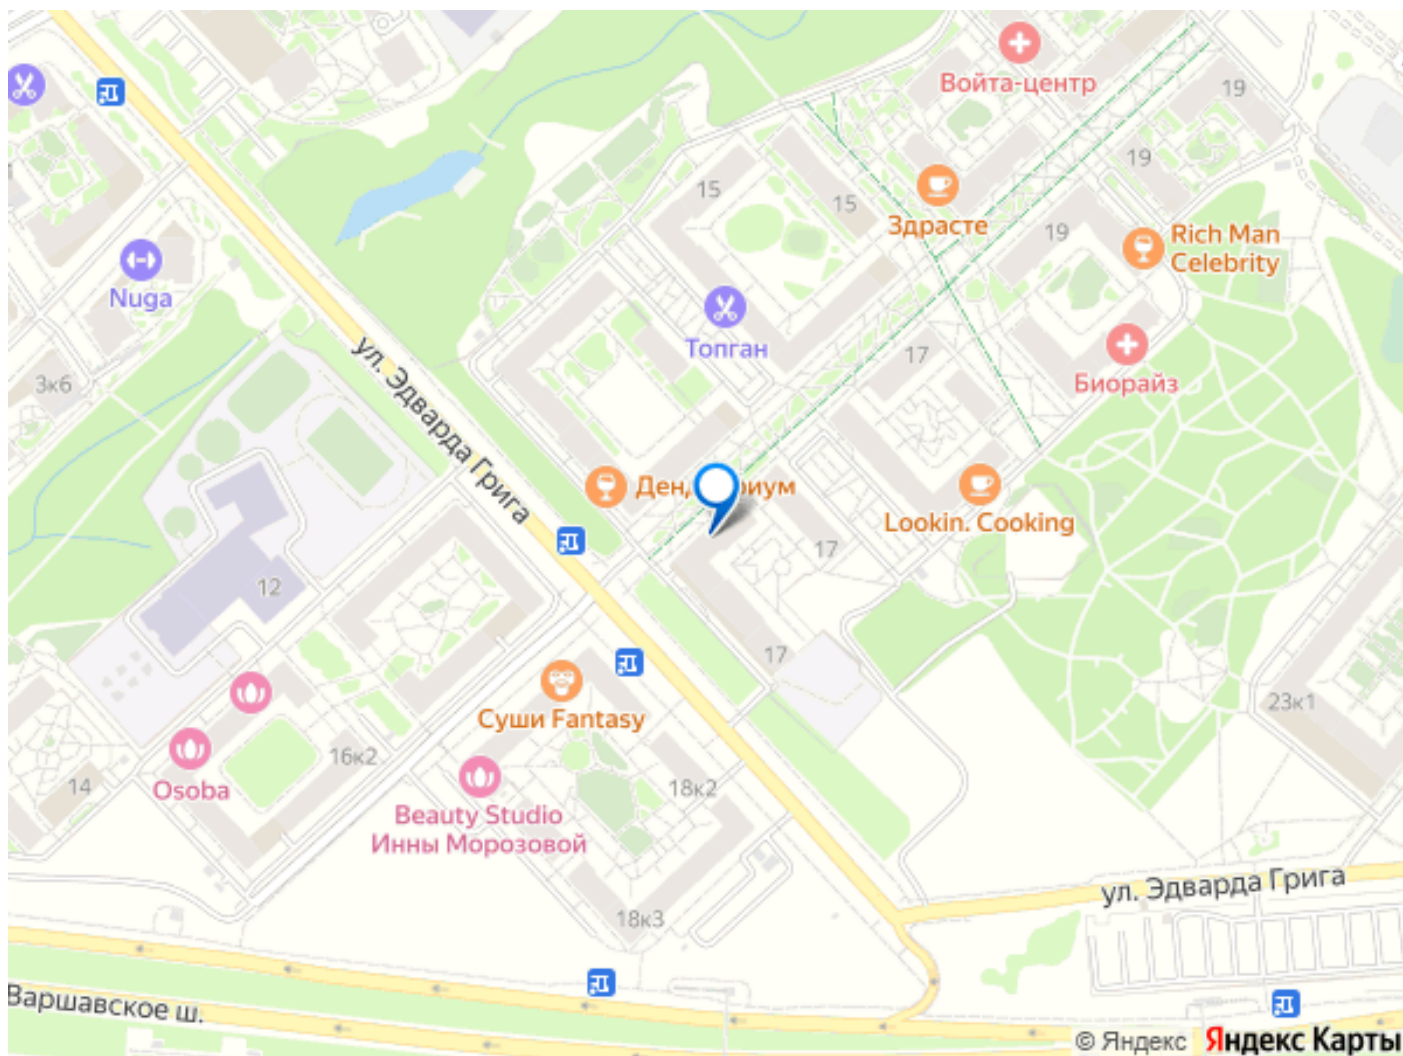 Войта-центр
19
19
15
15
Здрасте
19
Rich Man
Celebrity
Nuga
Топган
17
Биорайз
3к6
ул. Эдварда Грига
Lookin. Cooking
17
12
17
Суши Fantasy
23к1
16к2
14
Osoba
18к2
Beauty Studio
Инны Морозовой
ул. Эдварда Грига
18к3
Варшавское ш.
© Яндекс Яндекс Карты